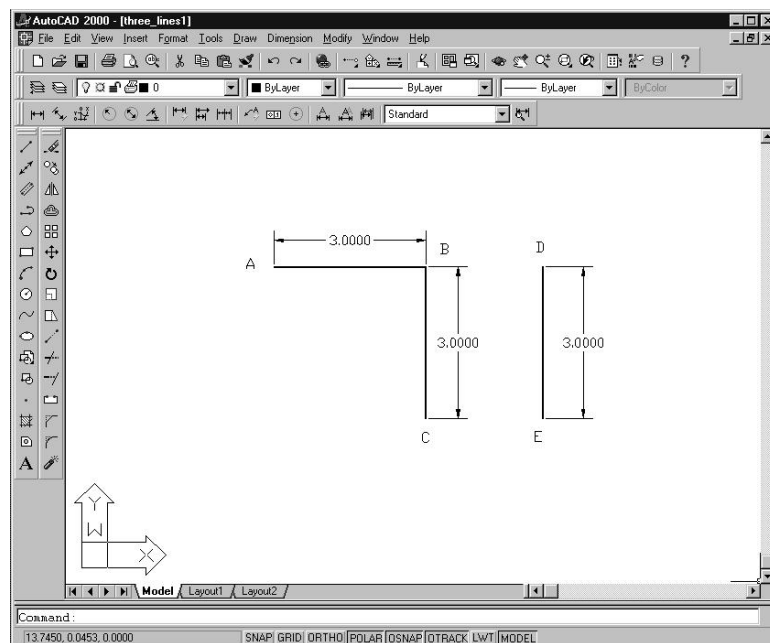 AutoCAD 2000 - [three_lines1]
File Edit View Insert Format Tools Draw Dimension Modify Window Help
0 ByLayer ByLayer ByLayer ByColor
Standard
3.0000
A B D
3.0000 3.0000
C E
A
Y
W
X
Model Layout1 Layout2
Command:
13.7450, 0.0453, 0.0000 SNAP GRID ORTHO POLAR OSNAP OTRACK LWT MODEL